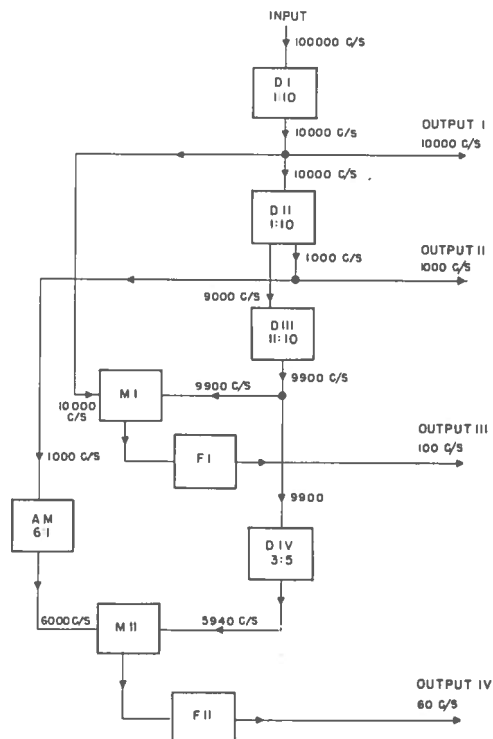 INPUT
100000 C/S
D I
1:10
10000 C/S
OUTPUT I
10000 C/S
10000 C/S
D II
1:10
1000 C/S
OUTPUT II
1000 C/S
9000 C/S
D III
11:10
9900 C/S
M I
9900 C/S
10000
C/S
OUTPUT III
100 C/S
1000 C/S
F I
9900
A M
6:1
D I V
3:5
6000 C/S
M II
5940 C/S
OUTPUT IV
60 C/S
F II